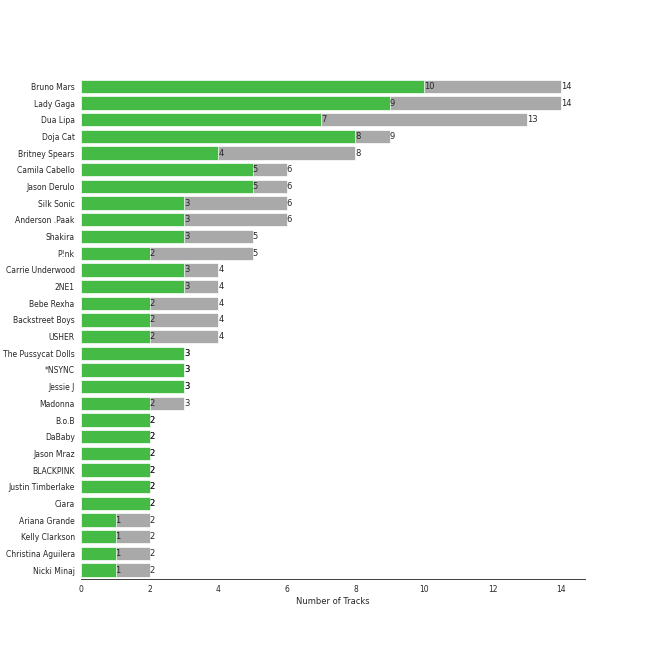 Bruno Mars 10 14
Lady Gaga 9 14
Dua Lipa 7 13
Doja Cat 8 9
Britney Spears 4 8
Camila Cabello 5 6
Jason Derulo 5 6
Silk Sonic 3 6
Anderson .Paak 3 6
Shakira 3 5
P!nk 2 5
Carrie Underwood 3 4
2NE1 3 4
Bebe Rexha 2 4
Backstreet Boys 2 4
USHER 2 4
The Pussycat Dolls 3
*NSYNC 3
Jessie J 3
Madonna 2 3
B.o.B 2
DaBaby 2
Jason Mraz 2
BLACKPINK 2
Justin Timberlake 2
Ciara 2
Ariana Grande 1 2
Kelly Clarkson 1 2
Christina Aguilera 1 2
Nicki Minaj 1 2
0 2 4 6 8 10 12 14
Number of Tracks